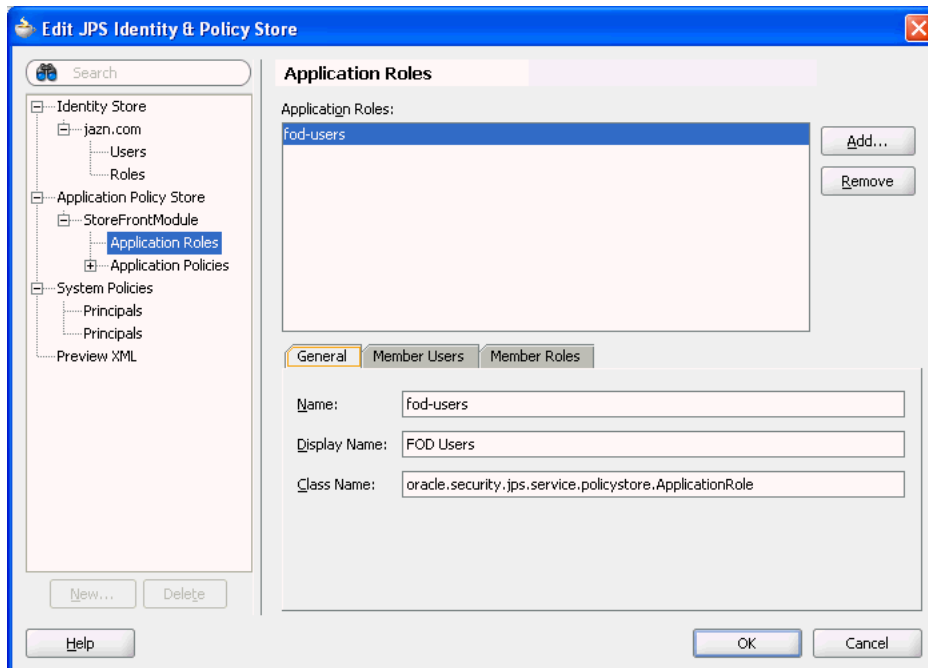 Edit JPS Identity & Policy Store
Search
Identity Store
jazn.com
Users
Roles
Application Policy Store
StoreFrontModule
Application Roles
Application Policies
System Policies
Principals
Principals
Preview XML
New...
Delete
Application Roles
Application Roles:
fod-users
Add...
Remove
General
Member Users
Member Roles
Name:
fod-users
Display Name:
FOD Users
Class Name:
oracle.security.jps.service.policystore.ApplicationRole
Help
OK
Cancel